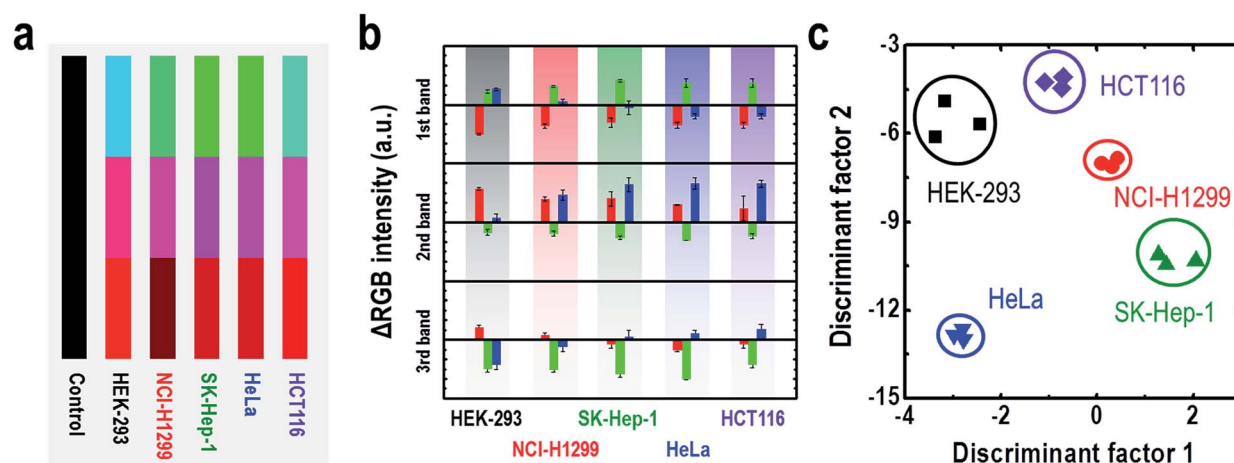 a
Control
HEK-293
NCI-H1299
SK-Hep-1
HeLa
HCT116
b
ΔRGB intensity (a.u.)
1st band
2nd band
3rd band
HEK-293
SK-Hep-1
HCT116
NCI-H1299
HeLa
c
Discriminant factor 2
-3
-6
-9
-12
-15
HCT116
HEK-293
NCI-H1299
HeLa
SK-Hep-1
-4
-2
0
2
Discriminant factor 1